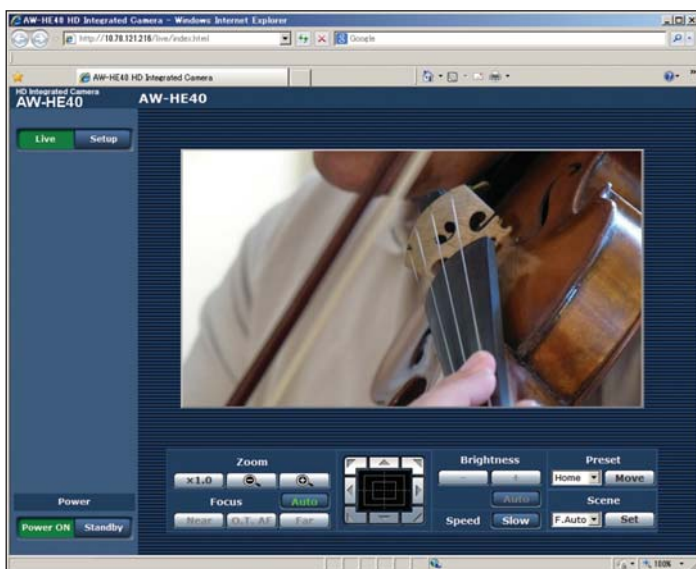 AW-HE40 HD Integrated Camera - Windows Internet Explorer
http://10.70.121.216/live/index.html
Google
AW-HE40 HD Integrated Camera
HD Integrated Camera
AW-HE40
AW-HE40
Live Setup
Zoom
×1.0
Focus Auto
Near O.T. AF Far
Brightness
- +
Auto
Speed Slow
Preset
Home Move
Scene
F.Auto Set
Power
Power ON Standby
100%